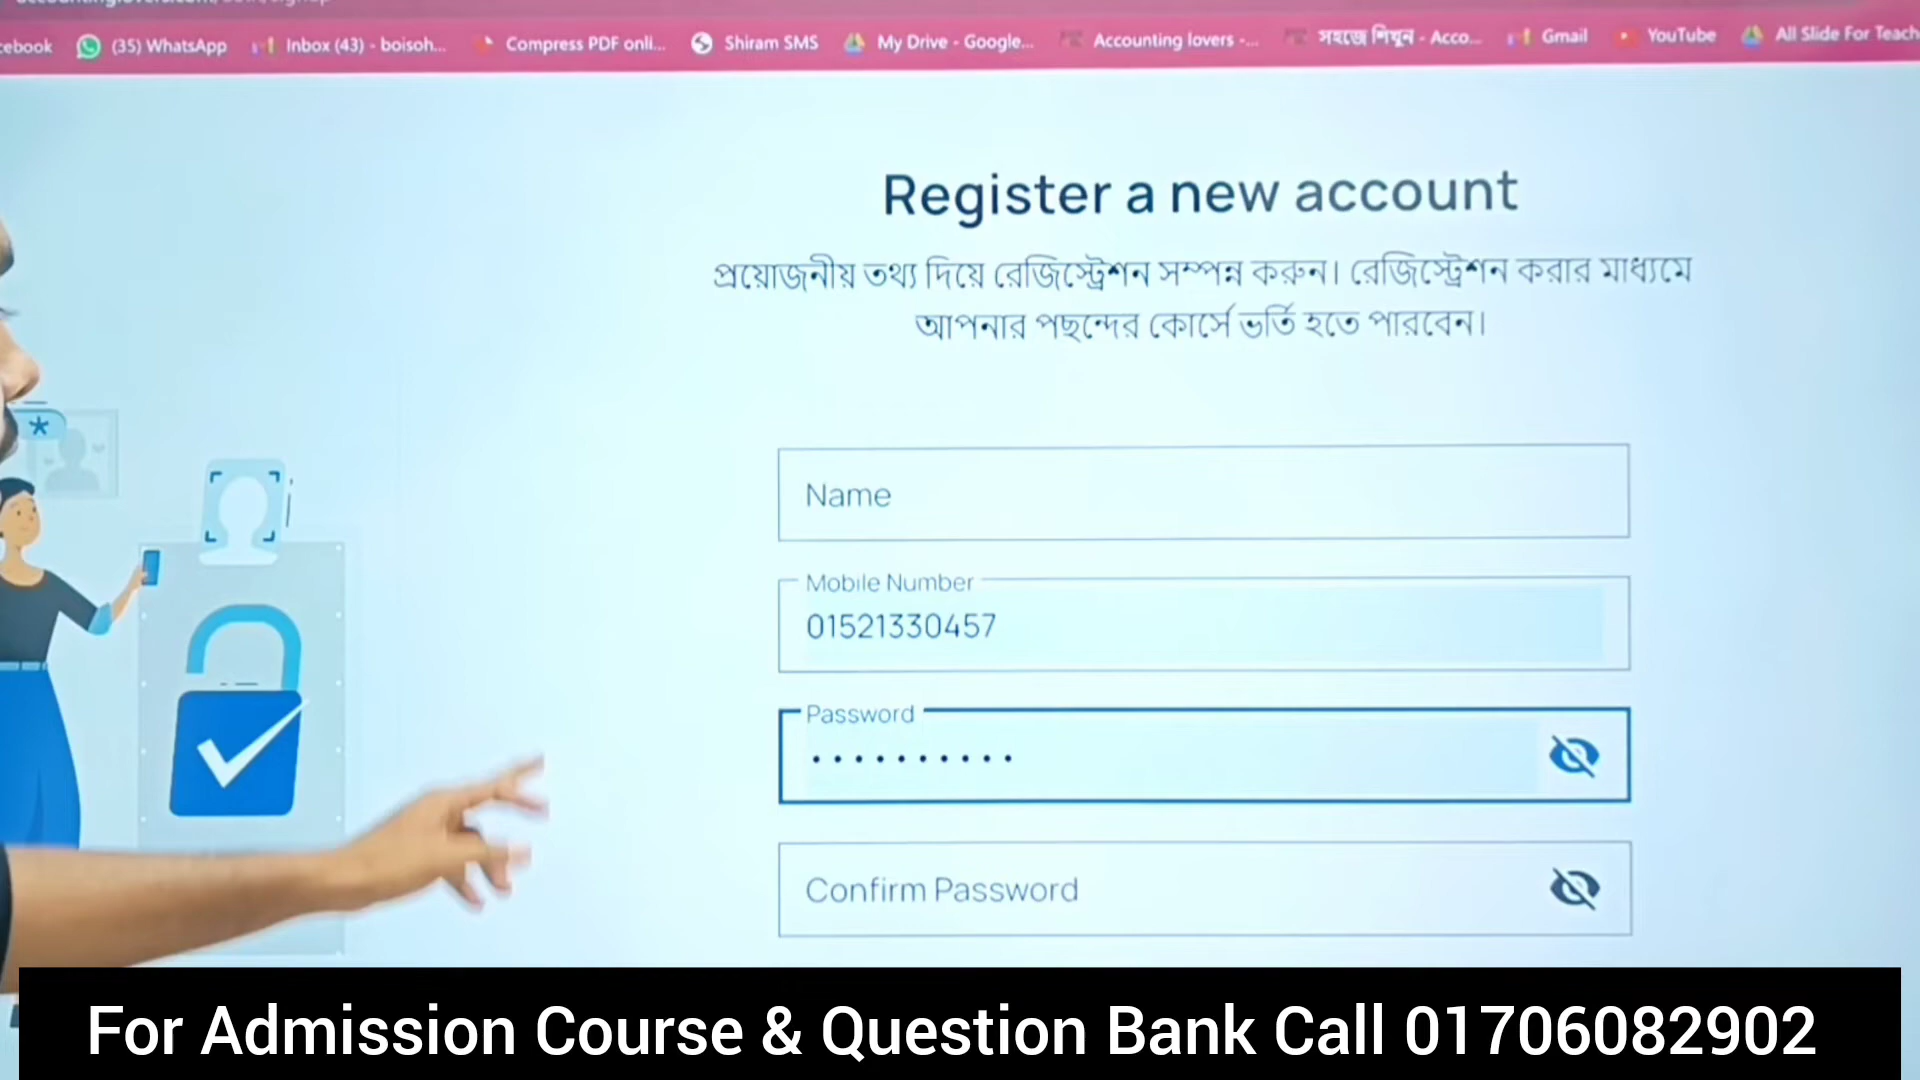 (35) WhatsApp
Inbox (43) - boisoh...
Compress PDF onli...
Shiram SMS
My Drive - Google...
Accounting lovers -...
সহজে শিখুন - Acco...
Gmail
YouTube
All Slide For Teach
Register a new account
প্রয়োজনীয় তথ্য দিয়ে রেজিস্ট্রেশন সম্পন্ন করুন। রেজিস্ট্রেশন করার মাধ্যমে
আপনার পছন্দের কোর্সে ভর্তি হতে পারবেন।
Name
Mobile Number
01521330457
Password
Confirm Password
For Admission Course & Question Bank Call 01706082902